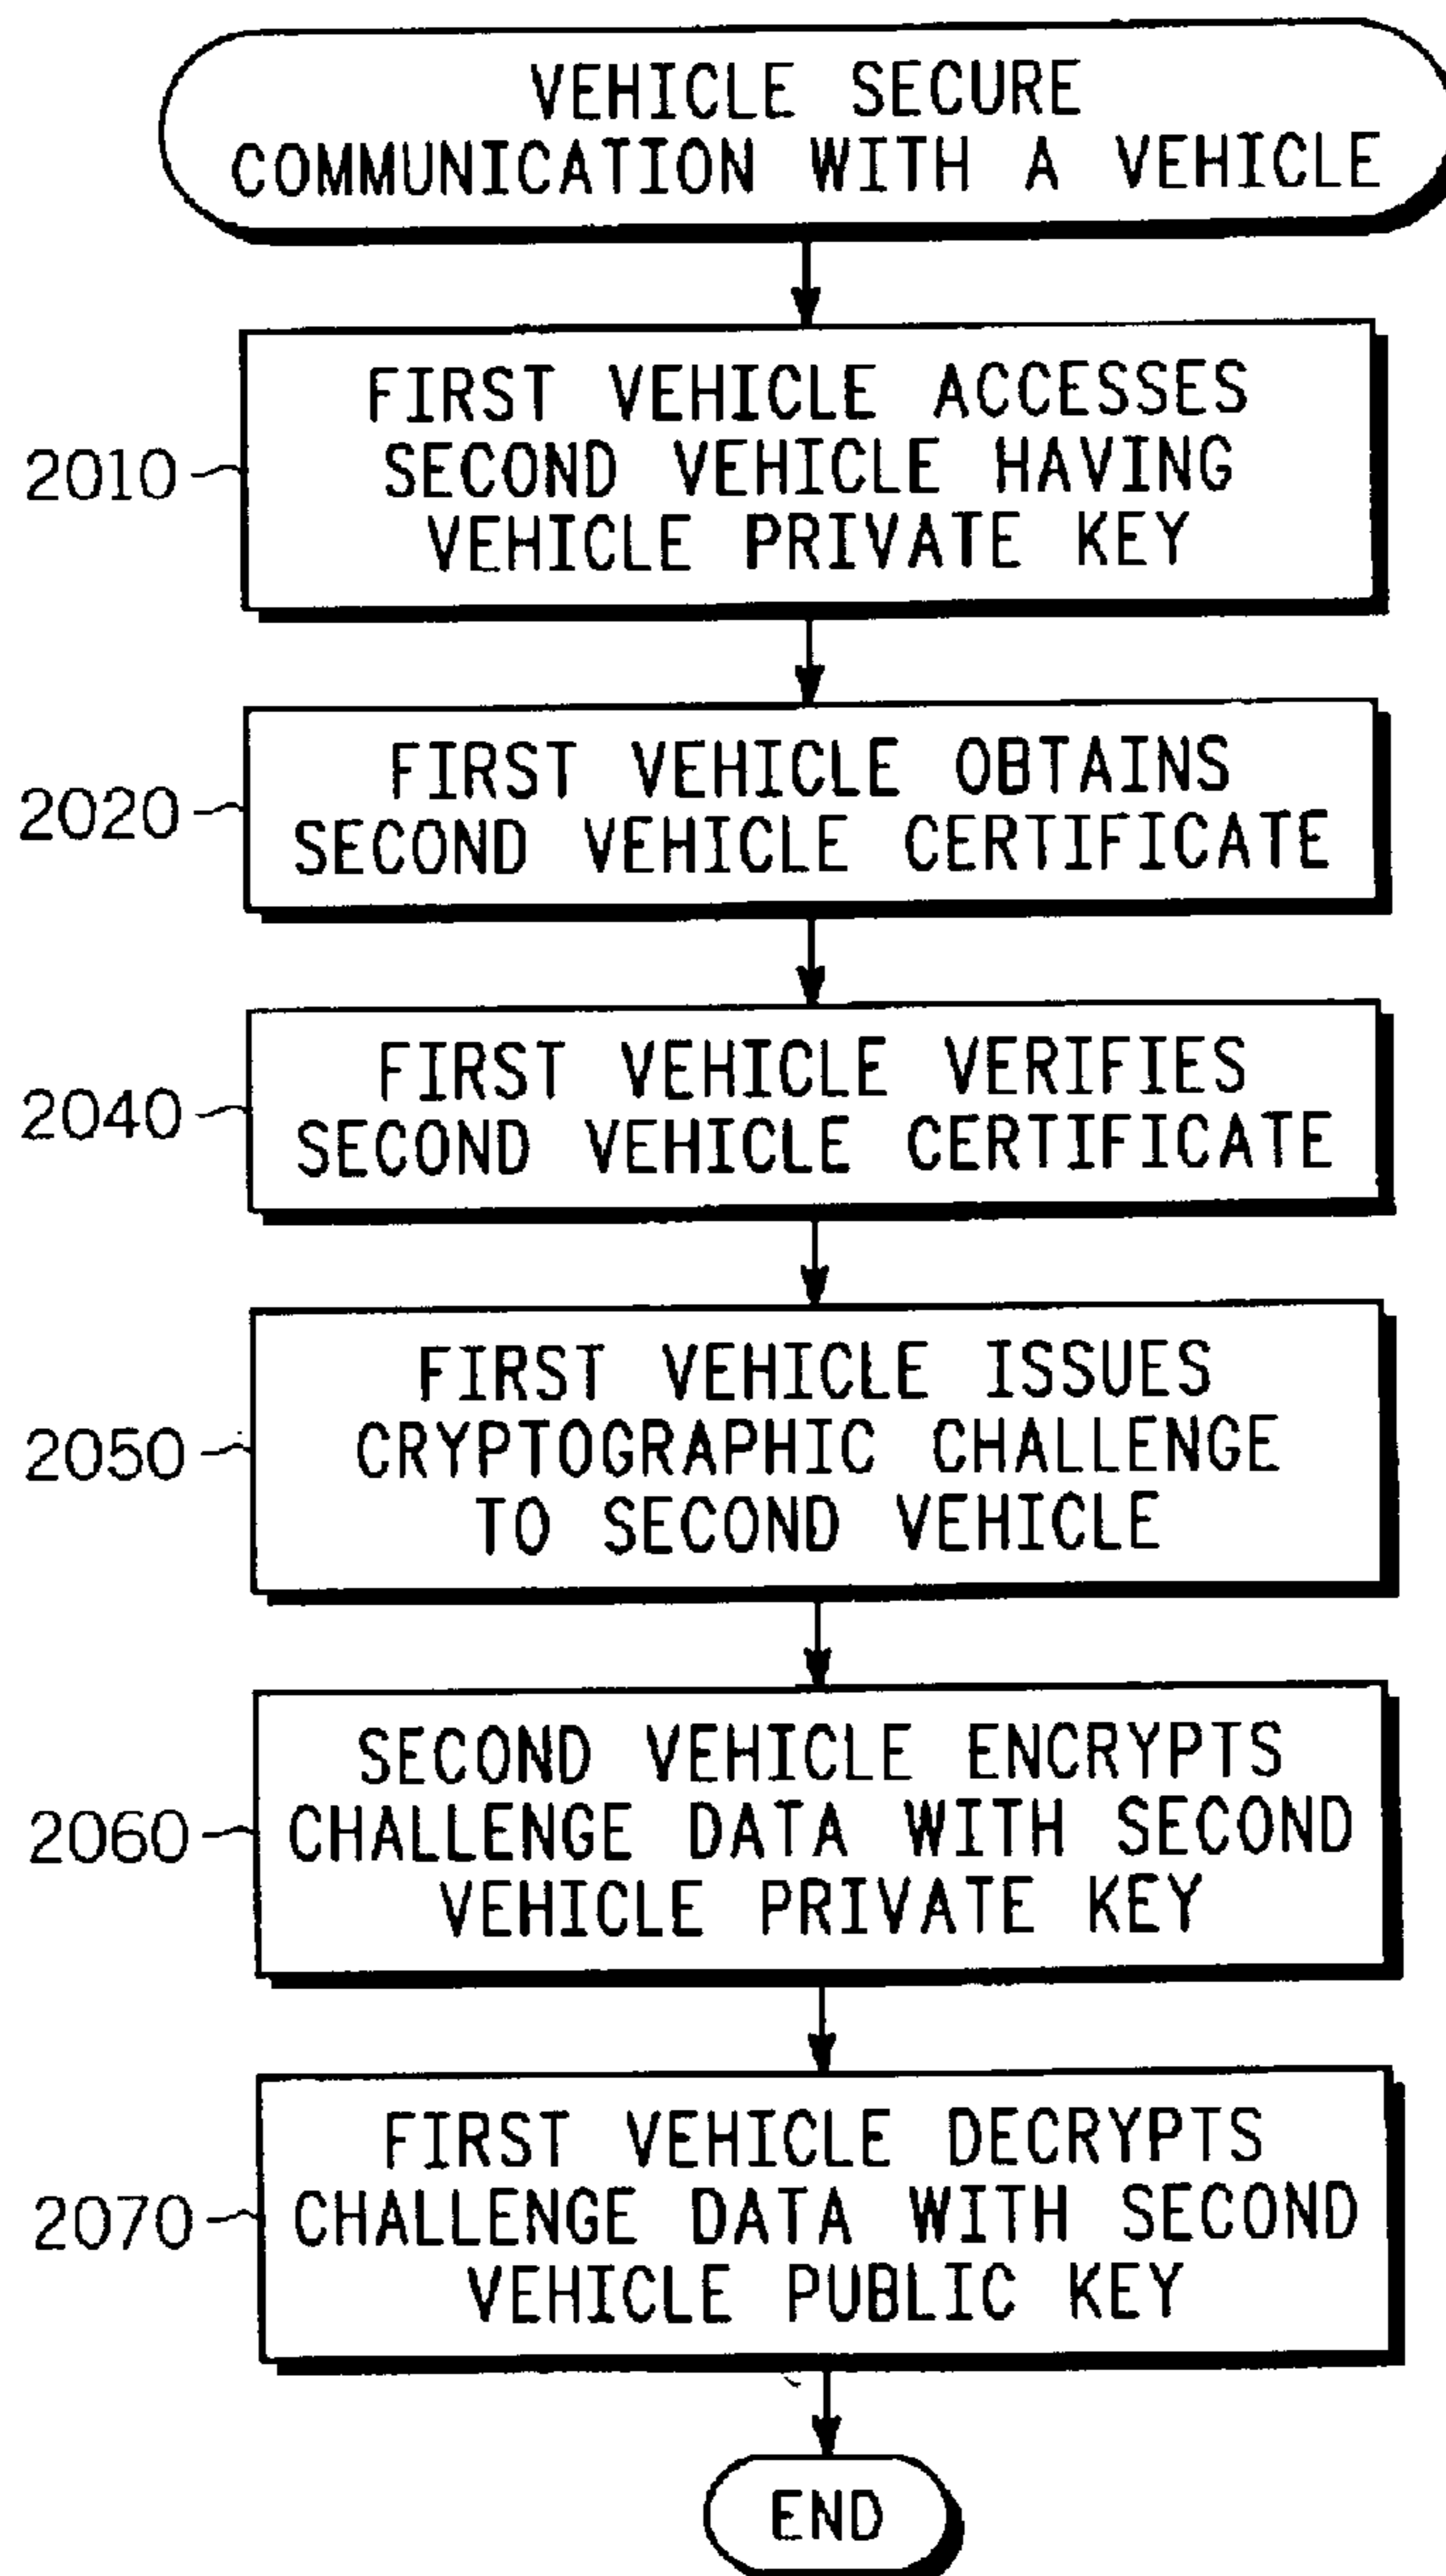 VEHICLE SECURE
COMMUNICATION WITH A VEHICLE
FIRST VEHICLE ACCESSES
SECOND VEHICLE HAVING
VEHICLE PRIVATE KEY
2010
FIRST VEHICLE OBTAINS
SECOND VEHICLE CERTIFICATE
2020
FIRST VEHICLE VERIFIES
SECOND VEHICLE CERTIFICATE
2040
FIRST VEHICLE ISSUES
CRYPTOGRAPHIC CHALLENGE
TO SECOND VEHICLE
2050
SECOND VEHICLE ENCRYPTS
CHALLENGE DATA WITH SECOND
VEHICLE PRIVATE KEY
2060
FIRST VEHICLE DECRYPTS
CHALLENGE DATA WITH SECOND
VEHICLE PUBLIC KEY
2070
END